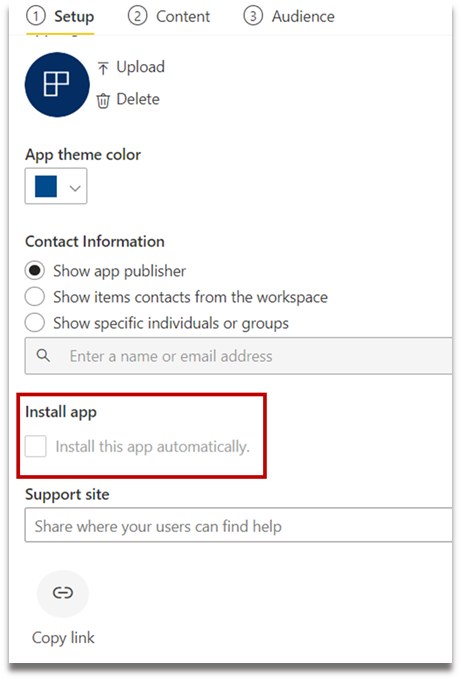 1 Setup 2 Content 3 Audience
Upload
Delete
App theme color
Contact Information
Show app publisher
Show items contacts from the workspace
Show specific individuals or groups
Enter a name or email address
Install app
Install this app automatically.
Support site
Share where your users can find help
Copy link